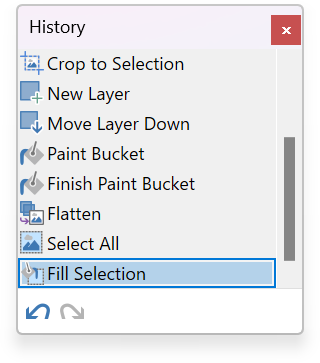 History
Crop to Selection
New Layer
Move Layer Down
Paint Bucket
Finish Paint Bucket
Flatten
Select All
Fill Selection